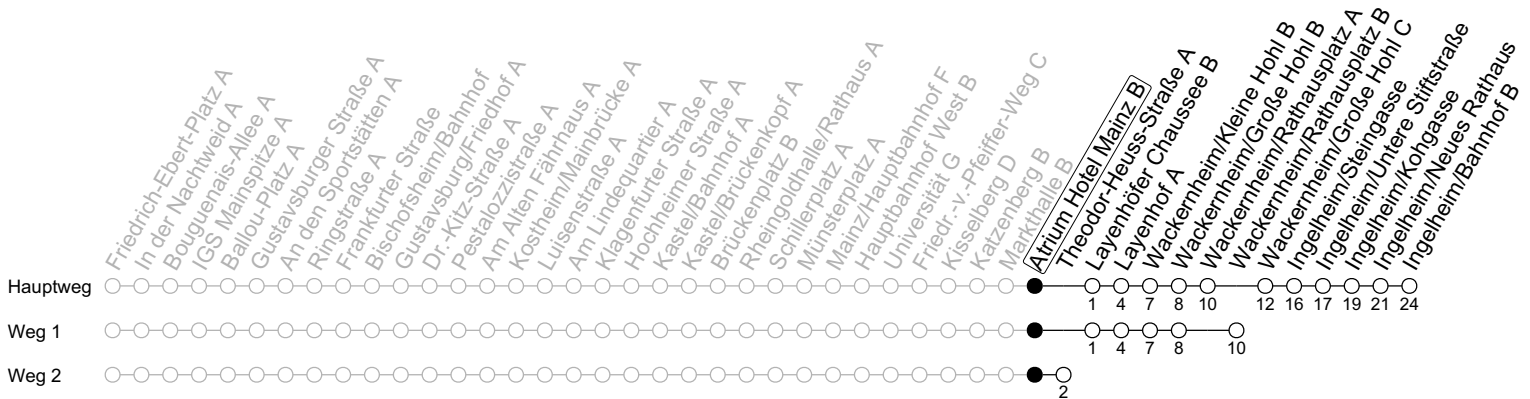 Friedrich-Ebert-Platz A
In der Nachtweid A
Bouguenais-Allee A
IGS Mainspitze A
Ballou-Platz A
Gustavsburger Straße A
An den Sportstätten A
Ringstraße A
Frankfurter Straße
Bischofsheim/Bahnhof
Gustavsburg/Friedhof A
Dr.-Kitz-Straße A
Pestalozzistraße A
Am Alten Fährhaus A
Kostheim/Mainbrücke A
Luisenstraße A
Am Lindequartier A
Klagenfurter Straße A
Hochheimer Straße A
Kastel/Bahnhof A
Kastel/Brückenkopf A
Brückenplatz B
Rheingoldhalle/Rathaus A
Schillerplatz A
Münsterplatz A
Mainz/Hauptbahnhof F
Hauptbahnhof West B
Universität G
Friedr.-v.-Pfeiffer-Weg C
Kisselberg D
Katzenberg B
Markthalle B
Atrium Hotel Mainz B
Theodor-Heuss-Straße A
Layenhöfer Chaussee B
Layenhof A
Wackernheim/Kleine Hohl B
Wackernheim/Große Hohl B
Wackernheim/Rathausplatz A
Wackernheim/Rathausplatz B
Wackernheim/Große Hohl C
Ingelheim/Steingasse
Ingelheim/Untere Stiftstraße
Ingelheim/Kohgasse
Ingelheim/Neues Rathaus
Ingelheim/Bahnhof B
Hauptweg
1 4 7 8 10 12 16 17 19 21 24
Weg 1
1 4 7 8 10
Weg 2
2